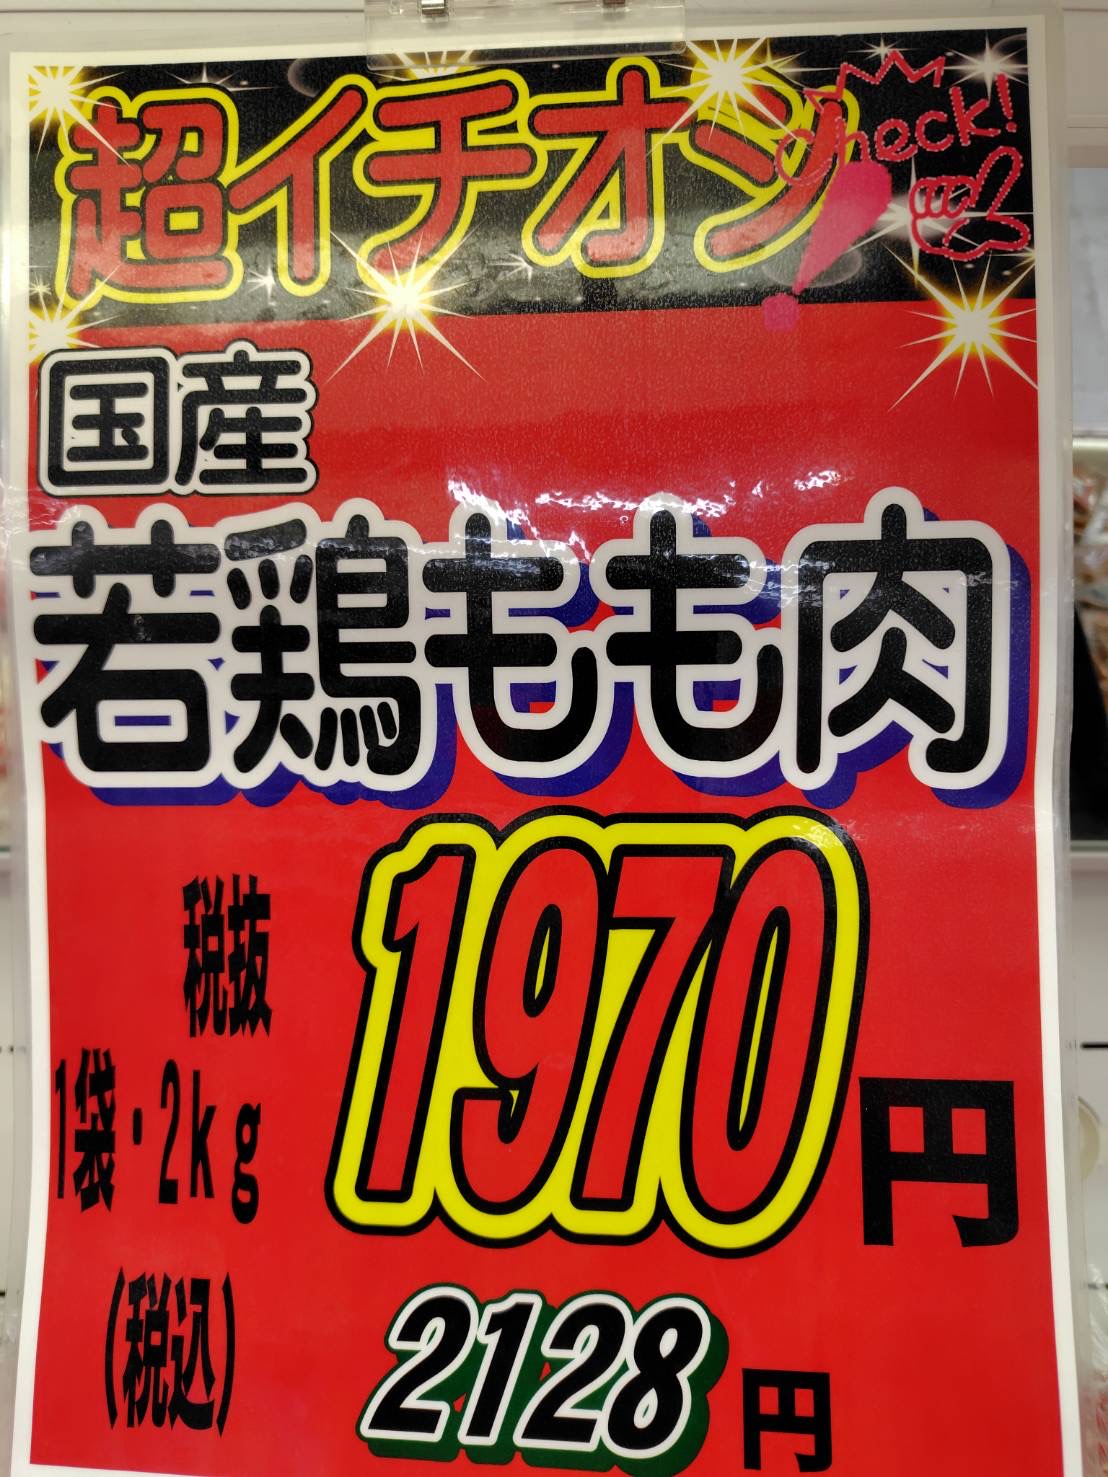 超イチオシ
check!
国産
若鶏もも肉
税抜
1970円
1袋・2kg
(税込)
2128円